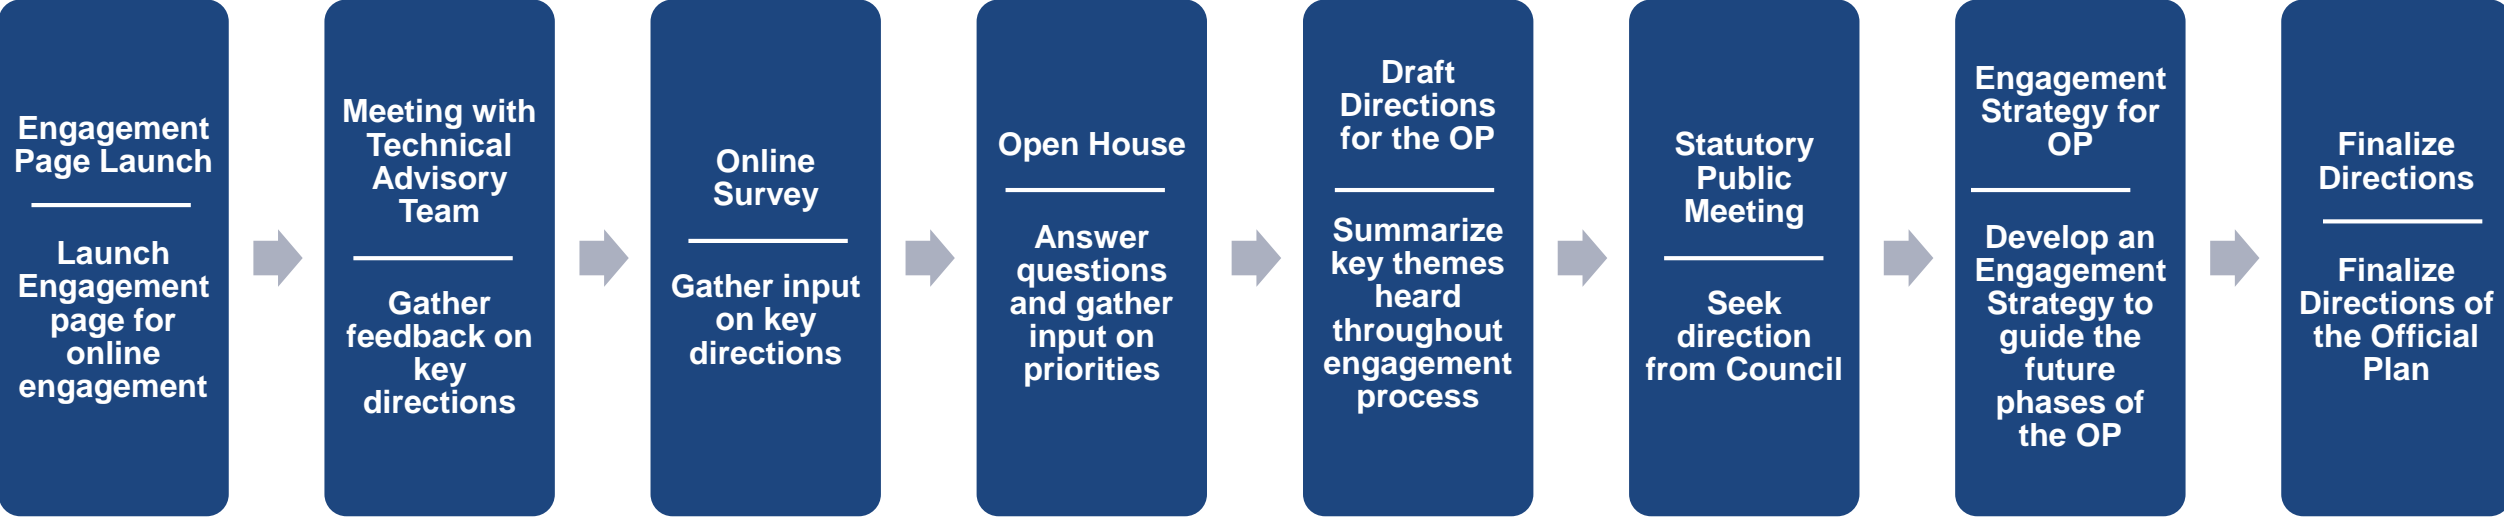 Engagement
Page Launch
Launch
Engagement
page for
online
engagement
Meeting with
Technical
Advisory
Team
Gather
feedback on
key
directions
Online
Survey
Gather input
on key
directions
Open House
Answer
questions
and gather
input on
priorities
Draft
Directions
for the OP
Summarize
key themes
heard
throughout
engagement
process
Statutory
Public
Meeting
Seek
direction
from Council
Engagement
Strategy for
OP
Develop an
Engagement
Strategy to
guide the
future
phases of
the OP
Finalize
Directions
Finalize
Directions of
the Official
Plan